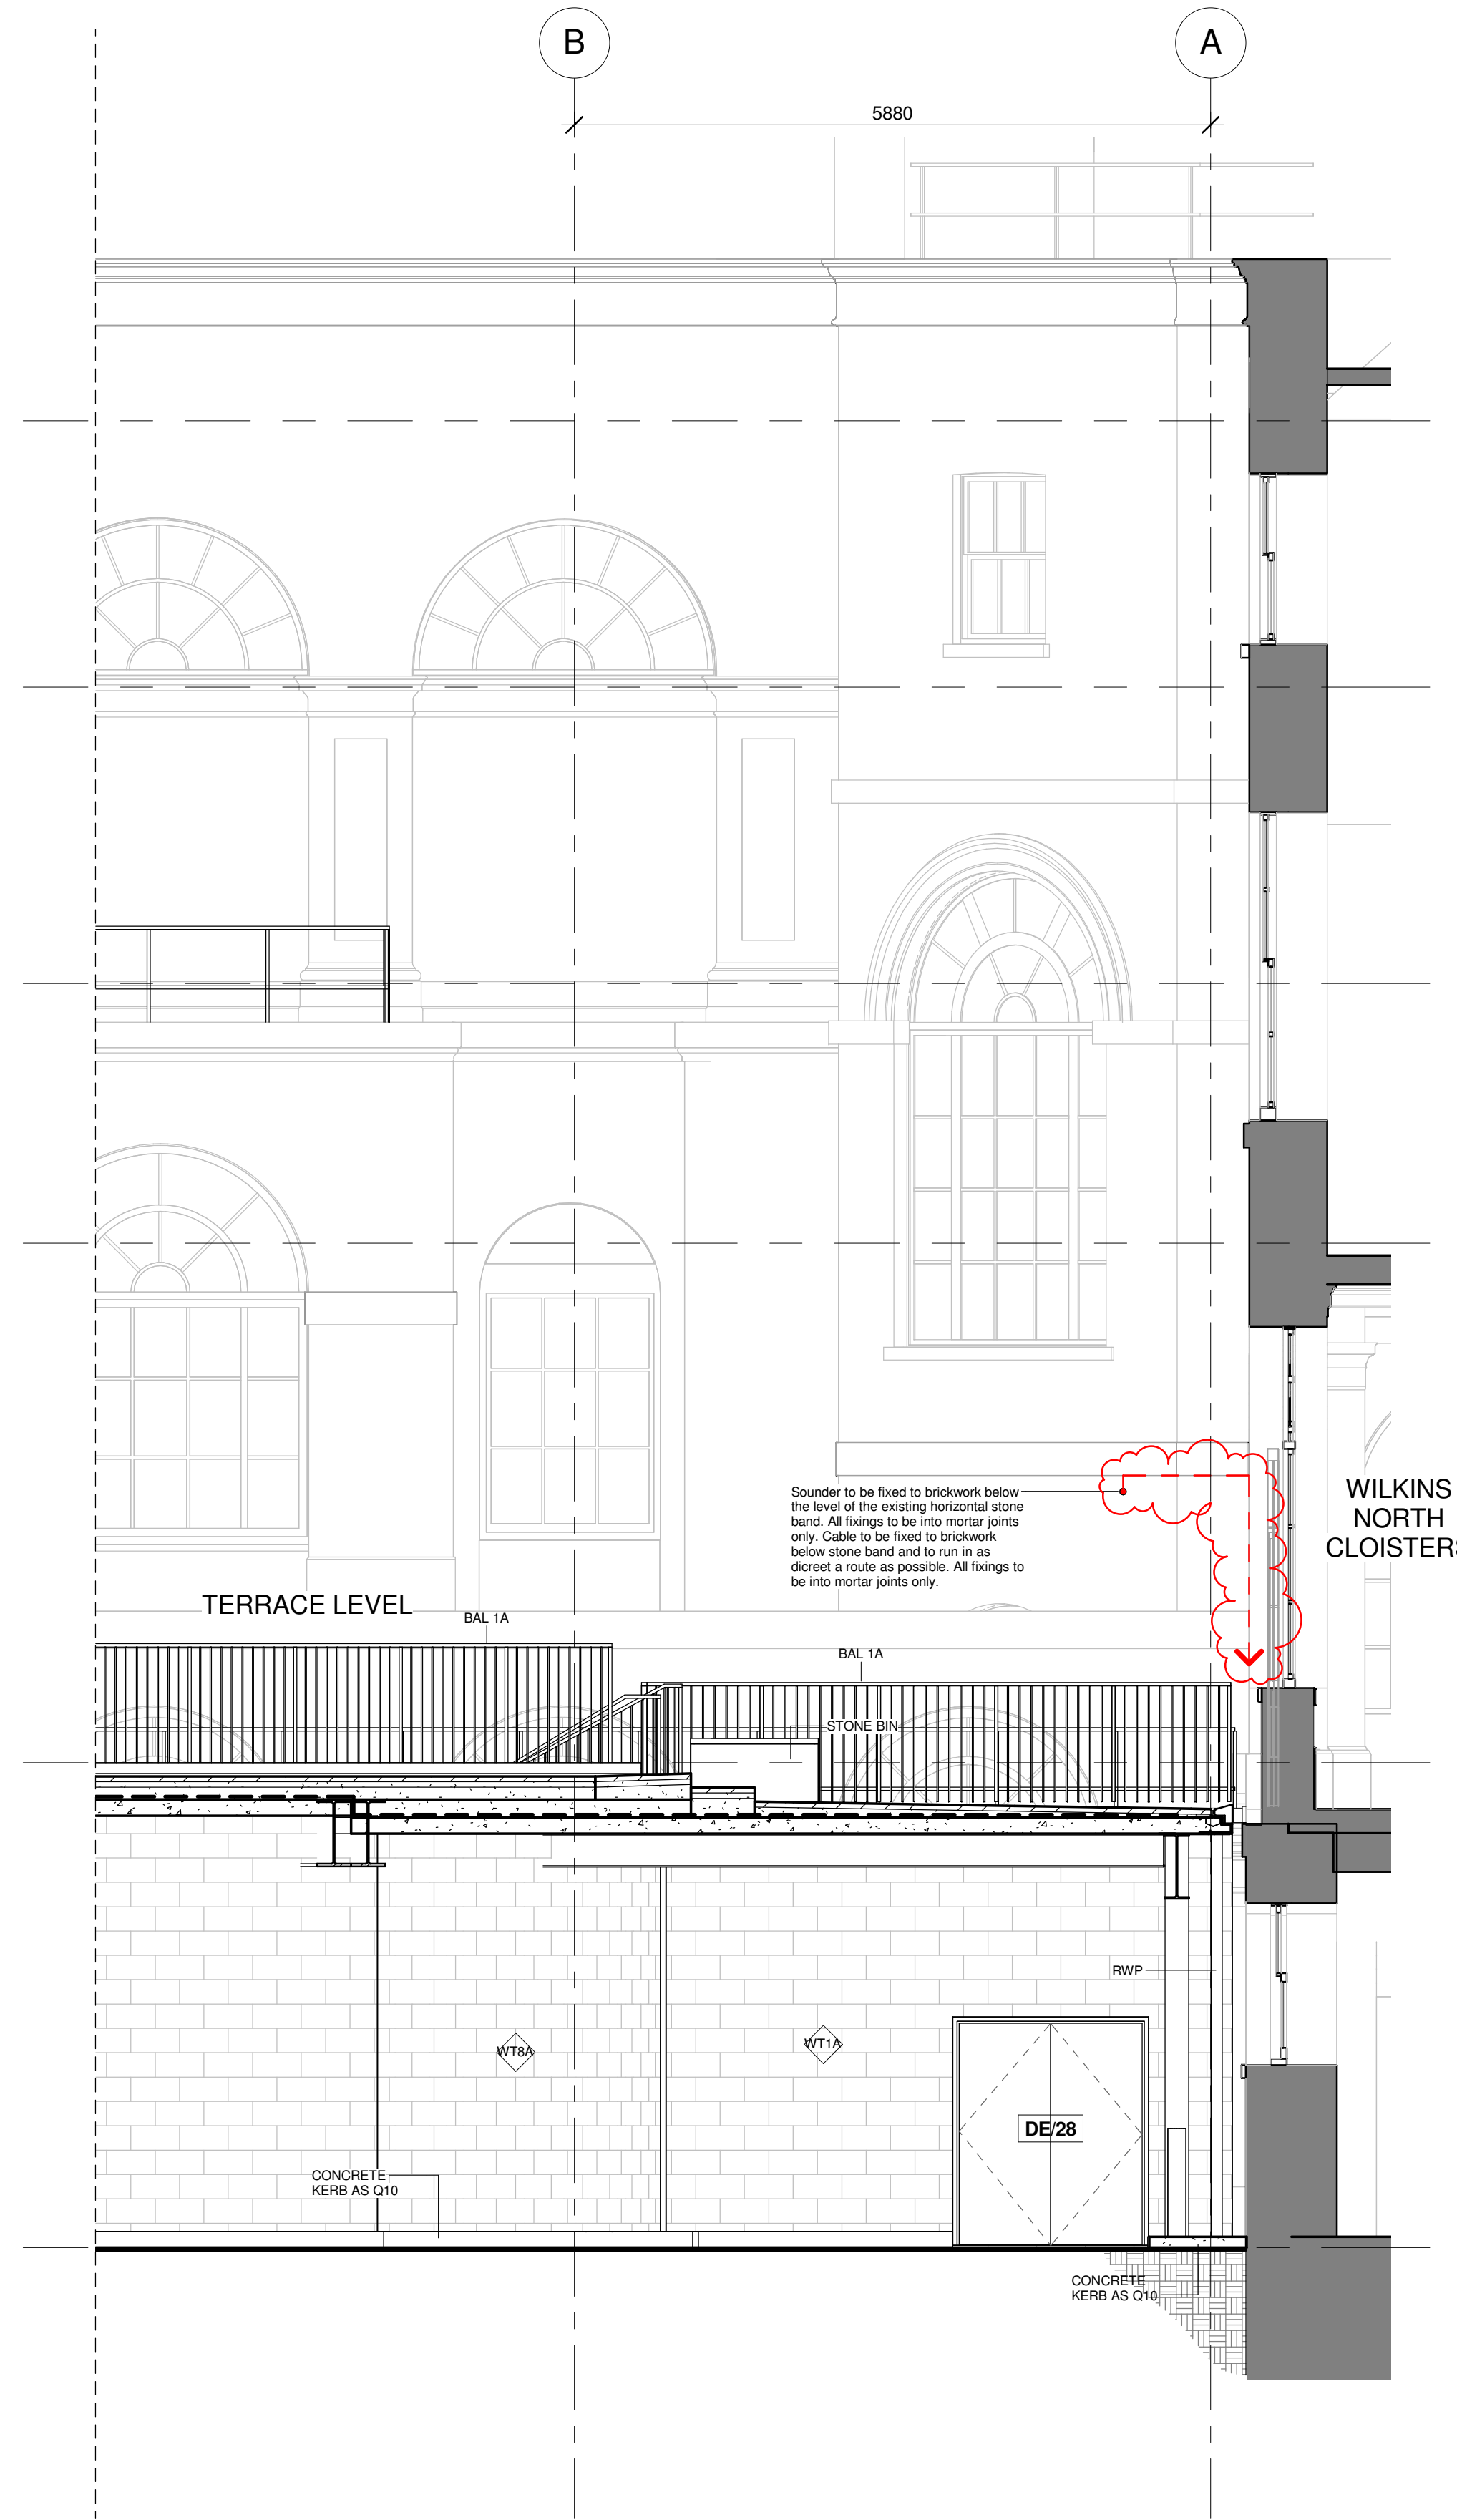 B
A
5880
Sounder to be fixed to brickwork below
the level of the existing horizontal stone
band. All fixings to be into mortar joints
only. Cable to be fixed to brickwork
below stone band and to run in as
dicreet a route as possible. All fixings to
be into mortar joints only.
WILKINS
NORTH
CLOISTERS
TERRACE LEVEL
BAL 1A
BAL 1A
STONE BIN
RWP
WT8A
WT1A
DE/28
CONCRETE
KERB AS Q10
CONCRETE
KERB AS Q10